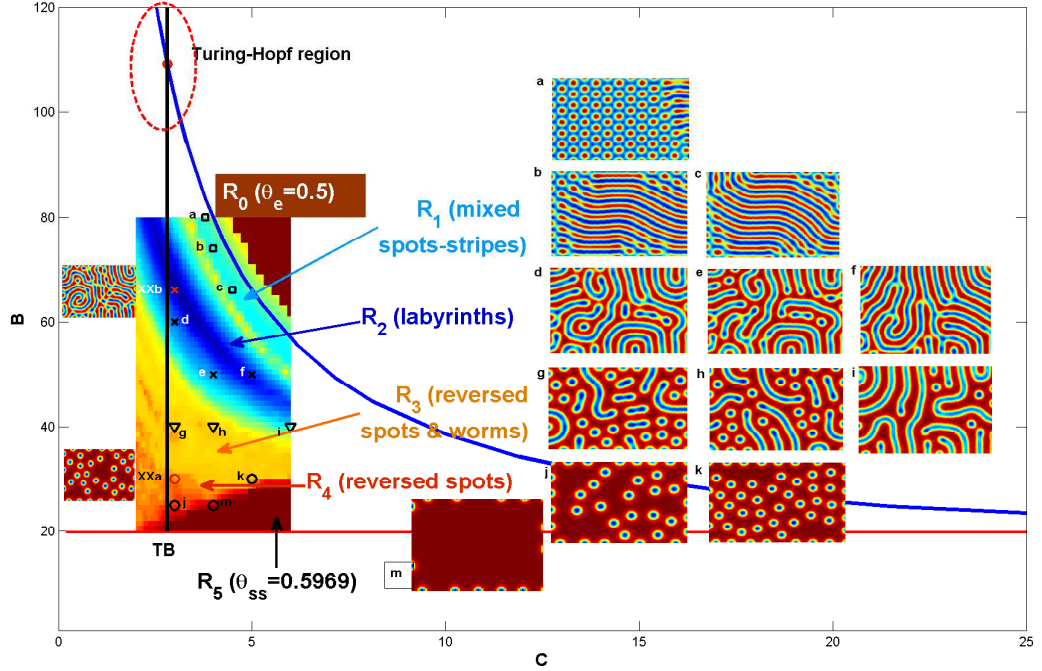 120
100
80
60
40
20
0
5
10
15
20
25
B
C
Turing-Hopf region
R0 (θe=0.5)
R1 (mixed
spots-stripes)
R2 (labyrinths)
R3 (reversed
spots & worms)
R4 (reversed spots)
R5 (θss=0.5969)
TB
a
b
c
XXb
d
e
f
g
h
i
XXa
k
j
m
a
b
c
d
e
f
g
h
i
j
k
m